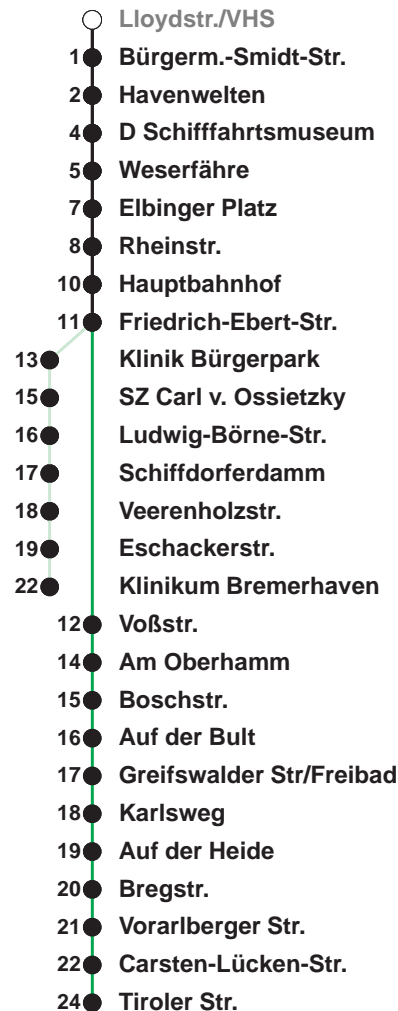 Lloydstr./VHS
1 Bürgerm.-Smidt-Str.
2 Havenwelten
4 D Schifffahrtsmuseum
5 Weserfähre
7 Elbinger Platz
8 Rheinstr.
10 Hauptbahnhof
11 Friedrich-Ebert-Str.
13 Klinik Bürgerpark
15 SZ Carl v. Ossietzky
16 Ludwig-Börne-Str.
17 Schiffdorferdamm
18 Veerenholzstr.
19 Eschackerstr.
22 Klinikum Bremerhaven
12 Voßstr.
14 Am Oberhamm
15 Boschstr.
16 Auf der Bult
17 Greifswalder Str/Freibad
18 Karlsweg
19 Auf der Heide
20 Bregstr.
21 Vorarlberger Str.
22 Carsten-Lücken-Str.
24 Tiroler Str.